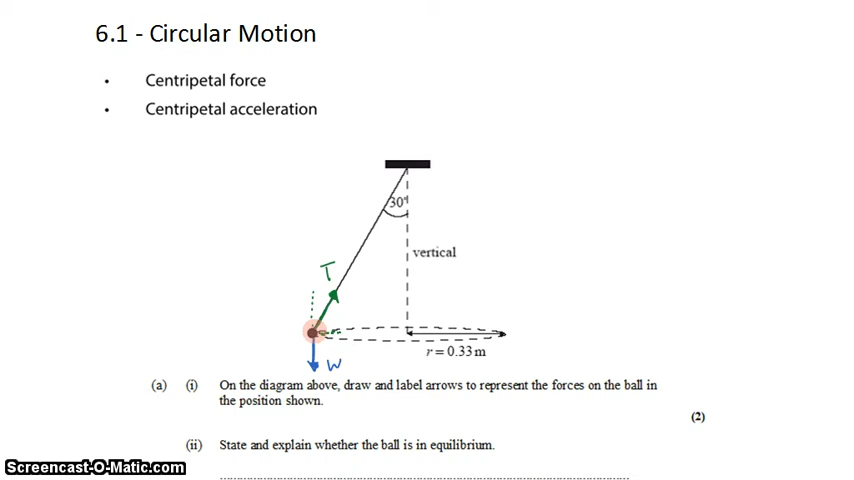 6.1 - Circular Motion
• Centripetal force
• Centripetal acceleration
30°
vertical
T
r = 0.33 m
W
(a) (i) On the diagram above, draw and label arrows to represent the forces on the ball in
the position shown.
(2)
(ii) State and explain whether the ball is in equilibrium.
Screencast-O-Matic.com